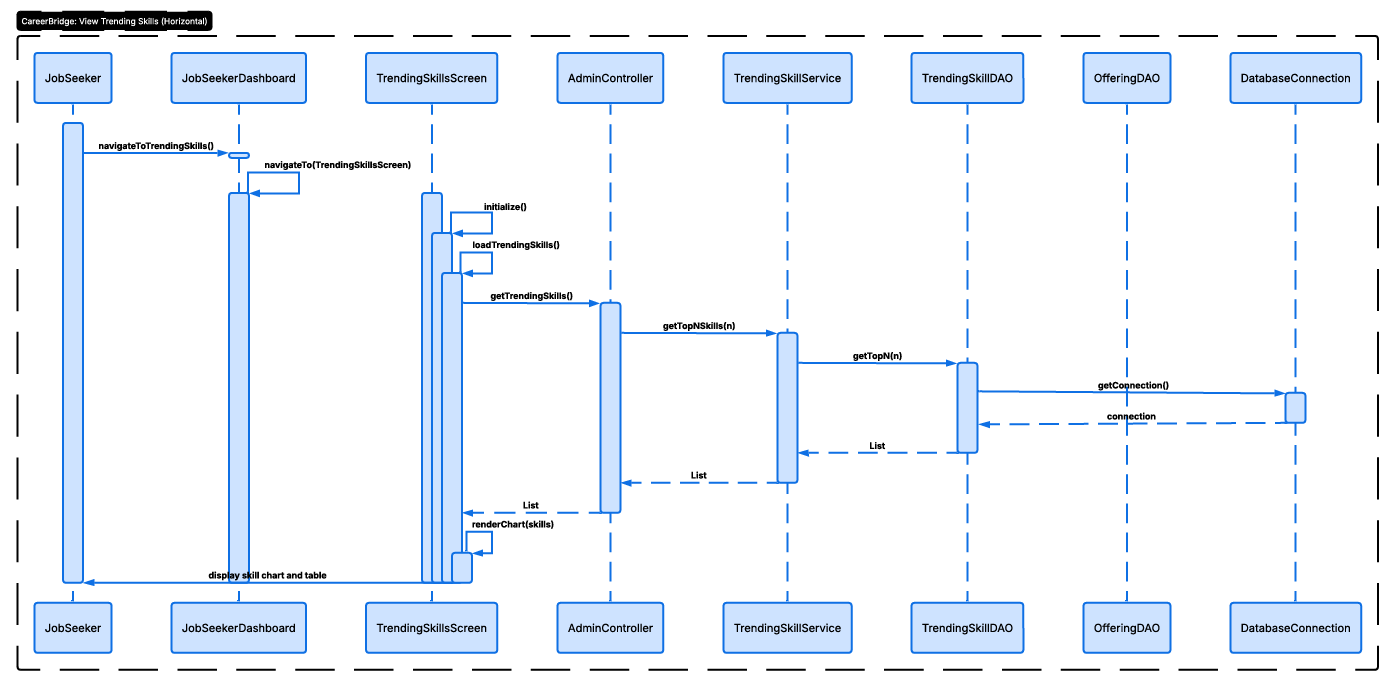 CareerBridge: View Trending Skills (Horizontal)
JobSeeker
JobSeekerDashboard
TrendingSkillsScreen
AdminController
TrendingSkillService
TrendingSkillDAO
OfferingDAO
DatabaseConnection
navigateToTrendingSkills()
navigateTo(TrendingSkillsScreen)
initialize()
loadTrendingSkills()
getTrendingSkills()
getTopNSkills(n)
getTopN(n)
getConnection()
connection
List
List
List
renderChart(skills)
display skill chart and table
JobSeeker
JobSeekerDashboard
TrendingSkillsScreen
AdminController
TrendingSkillService
TrendingSkillDAO
OfferingDAO
DatabaseConnection